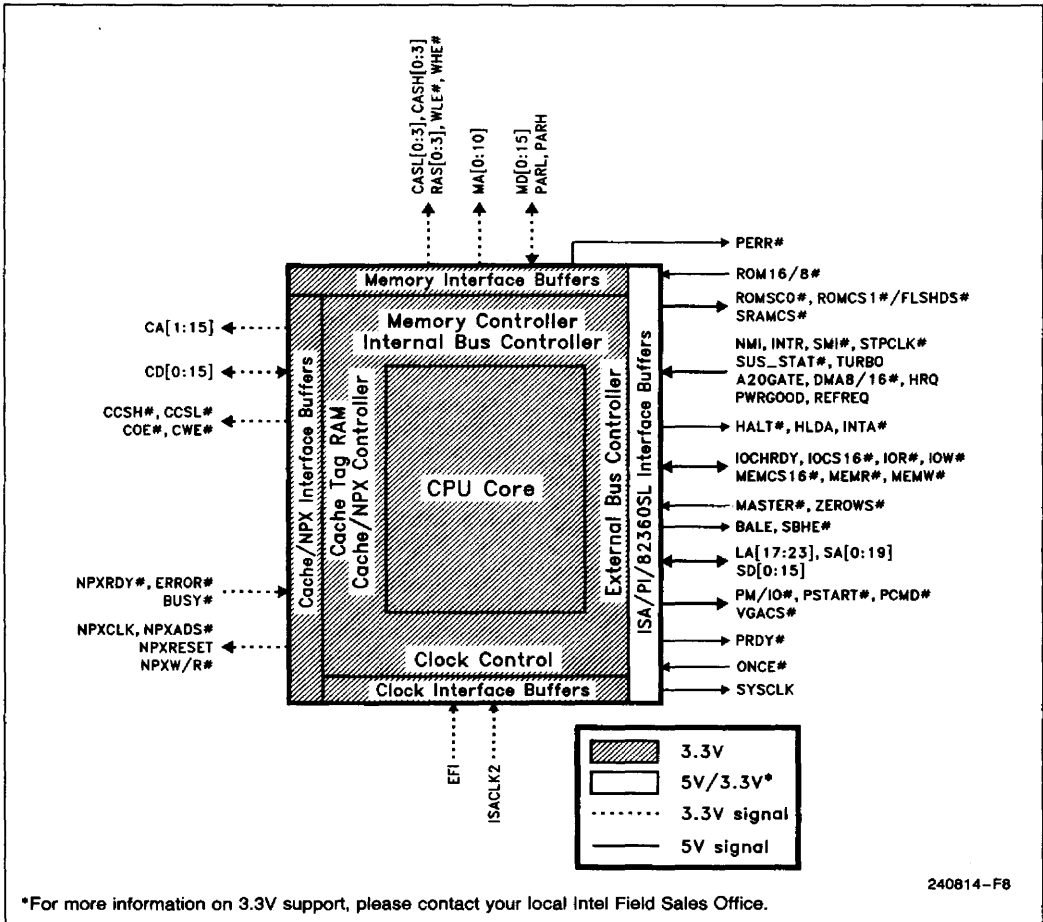 CASL[0:3], CASH[0:3]
RAS[0:3], WLE#, WHE#
MA[0:10]
MD[0:15]
PARL, PARH
PERR#
ROM16/8#
ROMSC0#, ROMCS1#/FLSHDS#
SRAMCS#
NMI, INTR, SMI#, STPCLK#
SUS_STAT#, TURBO
A20GATE, DMA8/16#, HRQ
PWRGOOD, REFREQ
HALT#, HLDA, INTA#
IOCHRDY, IOCS16#, IOR#, IOW#
MEMCS16#, MEMR#, MEMW#
MASTER#, ZEROWS#
BALE, SBHE#
LA[17:23], SA[0:19]
SD[0:15]
PM/IO#, PSTART#, PCMD#
VGACS#
PRDY#
ONCE#
SYSCLK
CA[1:15]
CD[0:15]
CCSH#, CCSL#
COE#, CWE#
NPXRDY#, ERROR#
BUSY#
NPXCLK, NPXADS#
NPXRESET
NPXW/R#
Memory Interface Buffers
Memory Controller
Internal Bus Controller
Cache/NPX Interface Buffers
Cache Tag RAM
Cache/NPX Controller
CPU Core
External Bus Controller
ISA/PI/82360SL Interface Buffers
Clock Control
Clock Interface Buffers
EFI
ISACLK2
3.3V
5V/3.3V*
3.3V signal
5V signal
240814–F8
*For more information on 3.3V support, please contact your local Intel Field Sales Office.